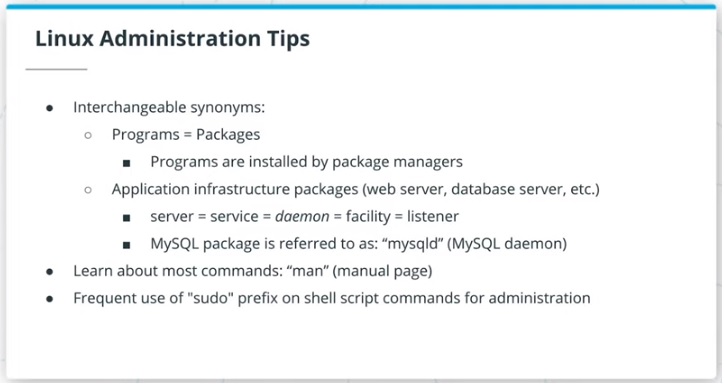 Linux Administration Tips
● Interchangeable synonyms:
○ Programs = Packages
■ Programs are installed by package managers
○ Application infrastructure packages (web server, database server, etc.)
■ server = service = daemon = facility = listener
■ MySQL package is referred to as: “mysqld” (MySQL daemon)
● Learn about most commands: “man” (manual page)
● Frequent use of "sudo" prefix on shell script commands for administration